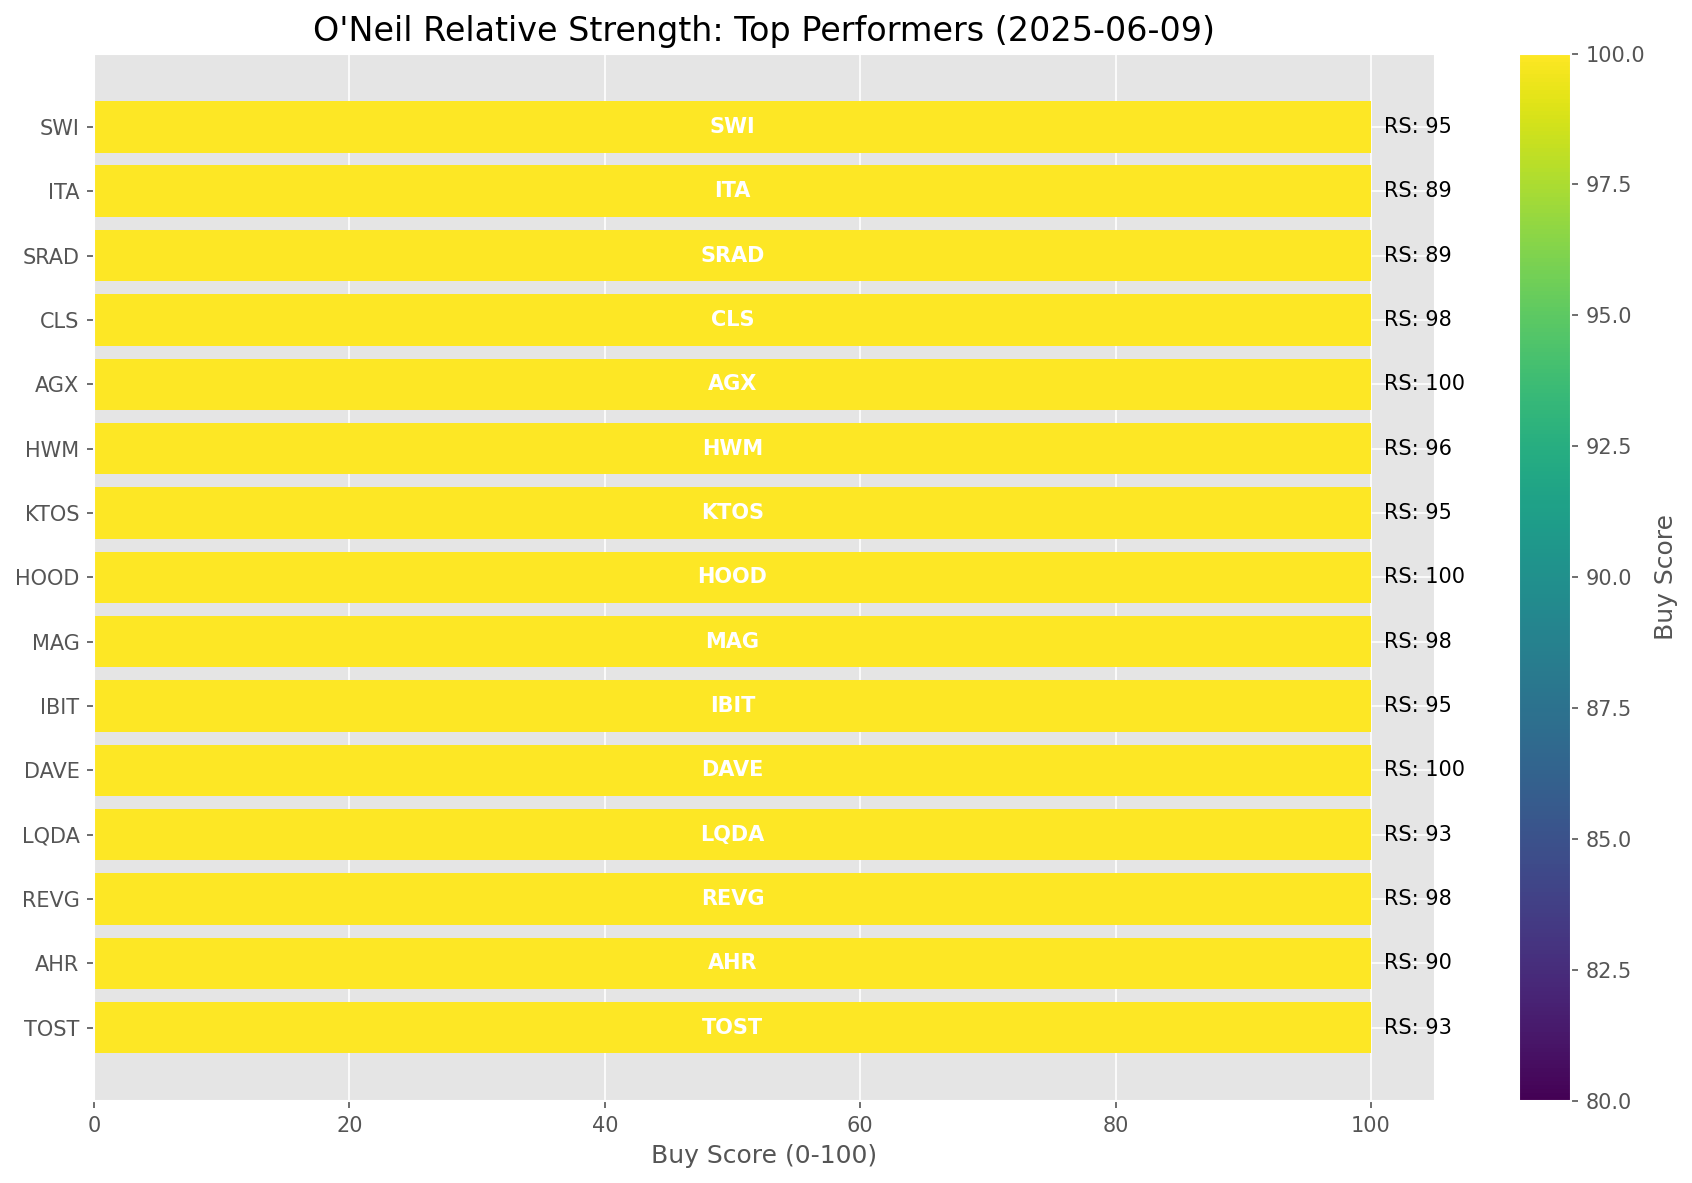 O'Neil Relative Strength: Top Performers (2025-06-09)
SWI SWI RS: 95
ITA ITA RS: 89
SRAD SRAD RS: 89
CLS CLS RS: 98
AGX AGX RS: 100
HWM HWM RS: 96
KTOS KTOS RS: 95
HOOD HOOD RS: 100
MAG MAG RS: 98
IBIT IBIT RS: 95
DAVE DAVE RS: 100
LQDA LQDA RS: 93
REVG REVG RS: 98
AHR AHR RS: 90
TOST TOST RS: 93
0 20 40 60 80 100
Buy Score (0-100)
100.0
97.5
95.0
92.5
90.0
87.5
85.0
82.5
80.0
Buy Score